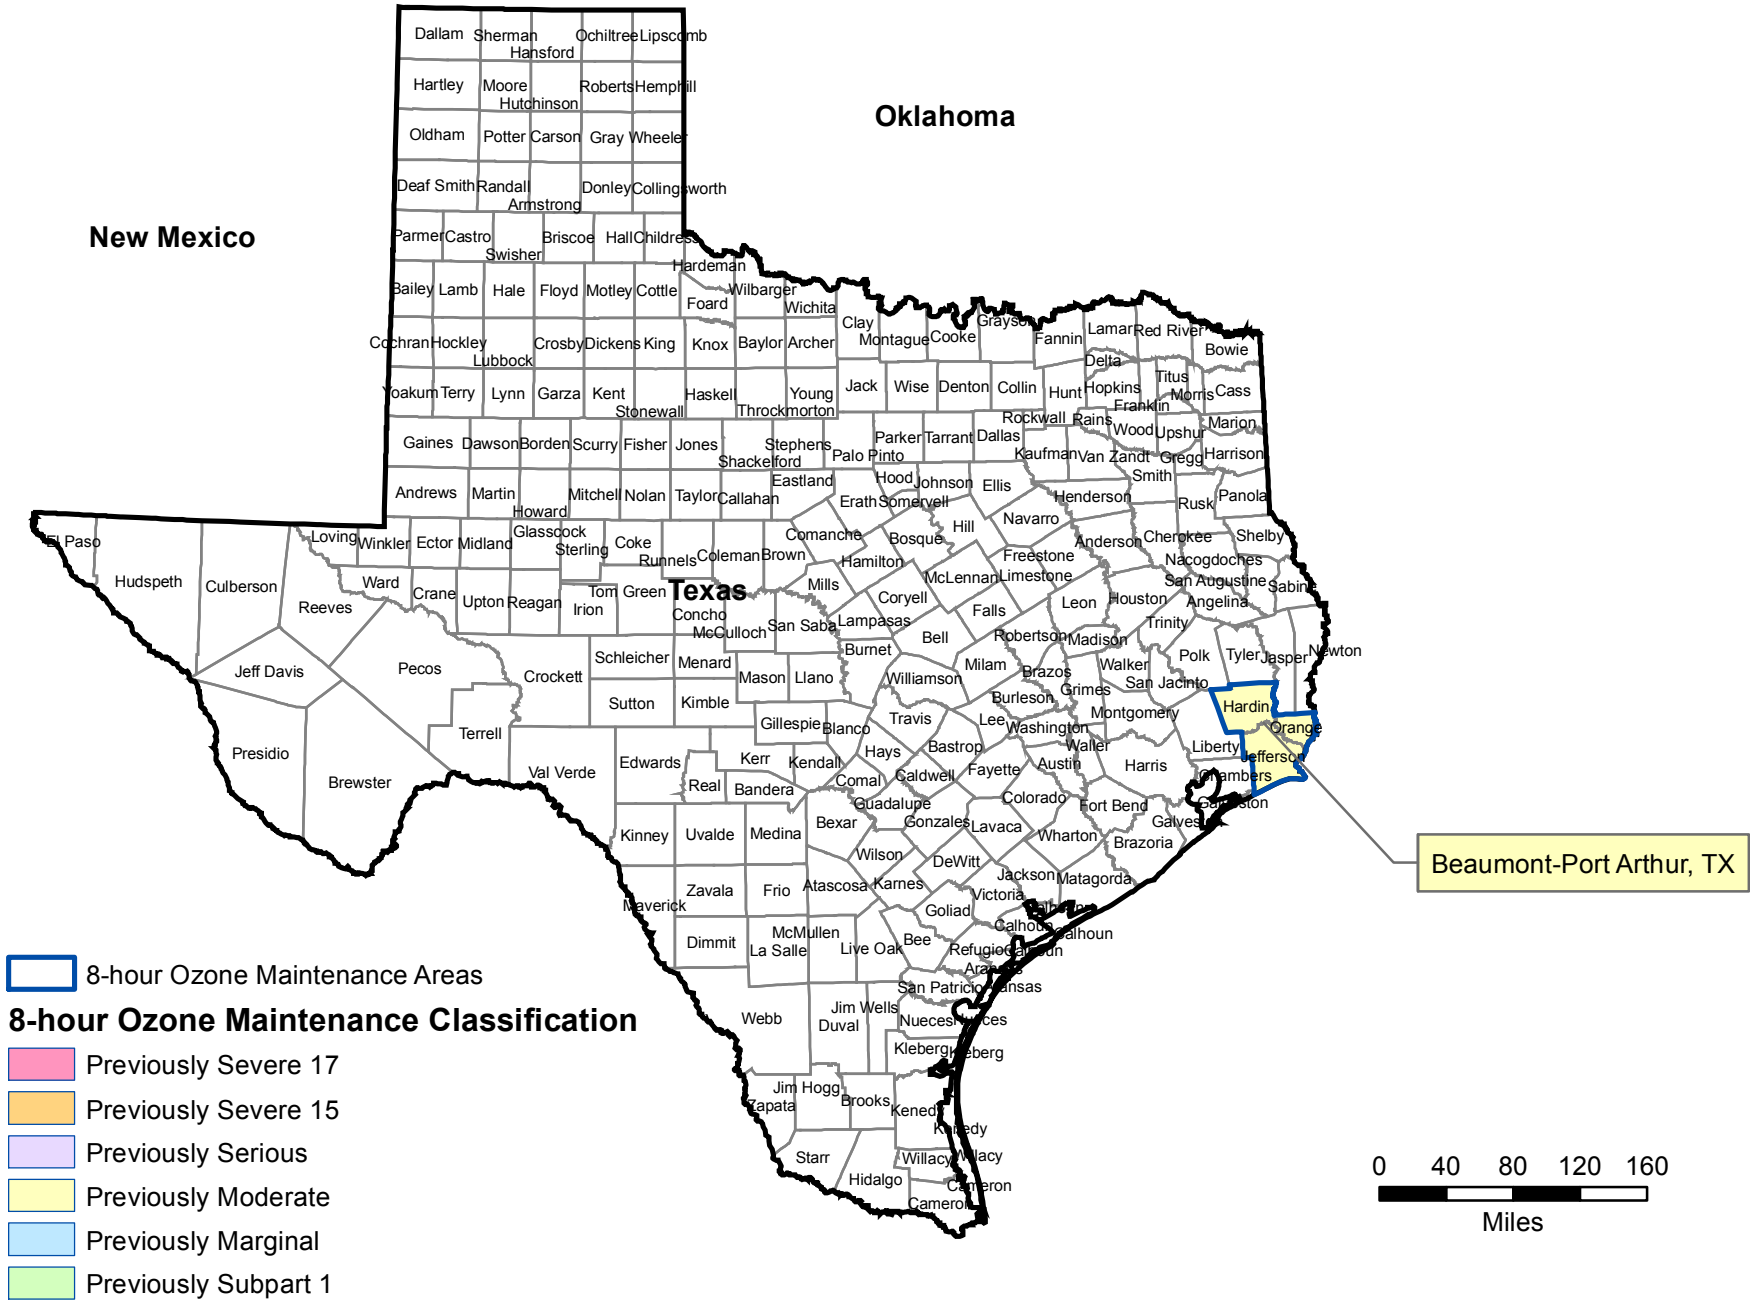 Dallam Sherman Ochiltree Lipscomb
Hansford
Hartley Moore Roberts Hemphill
Hutchinson
Oklahoma
Oldham Potter Carson Gray Wheeler
Deaf Smith Randall Donley Collingsworth
Armstrong
New Mexico
Parmer Castro Briscoe Hall Childress
Swisher
Hardeman
Bailey Lamb Hale Floyd Motley Cottle Foard Wilbarger
Wichita
Clay Grayson
Cochran Hockley Crosby Dickens King Knox Baylor Archer Montague Cooke Fannin Lamar Red River
Lubbock Delta Bowie
Yoakum Terry Lynn Garza Kent Haskell Young Jack Wise Denton Collin Hunt Hopkins Titus Morris Cass
Stonewall Throckmorton Franklin
Rockwall Rains Marion
Gaines Dawson Borden Scurry Fisher Jones Stephens Parker Tarrant Dallas Wood Upshur
Shackelford Palo Pinto Kaufman Van Zandt Gregg Harrison
Andrews Martin Mitchell Nolan Taylor Callahan Eastland Hood Johnson Ellis Smith
Howard Erath Somervell Henderson Rusk Panola
El Paso Loving Winkler Ector Midland Glasscock Sterling Coke Runnels Coleman Brown Comanche Bosque Hill Navarro Anderson Cherokee Shelby
Hamilton Freestone Nacogdoches
Hudspeth Culberson Reeves Ward Crane Upton Reagan Irion Tom Green Texas Mills McLennan Limestone San Augustine Sabine
Coryell Falls Leon Houston Angelina
Concho McCulloch San Saba Lampasas Bell Robertson Madison Trinity
Jeff Davis Pecos Crockett Schleicher Menard Mason Llano Burnet Williamson Milam Brazos Walker Polk Tyler Jasper Newton
Sutton Kimble Burleson Grimes San Jacinto Hardin
Presidio Terrell Gillespie Blanco Travis Lee Washington Montgomery Orange
Brewster Val Verde Edwards Kerr Kendall Hays Bastrop Waller Liberty Jefferson
Real Bandera Comal Caldwell Fayette Austin Harris Chambers
Guadalupe Colorado Fort Bend Galveston
Kinney Uvalde Medina Bexar Gonzales Lavaca Wharton Brazoria Galveston
Wilson DeWitt
Beaumont-Port Arthur, TX
Zavala Frio Atascosa Karnes Jackson Matagorda
Maverick Goliad Victoria Calhoun
Dimmit La Salle McMullen Live Oak Bee Refugio Calhoun Calhoun Calhoun
Aransas
San Patricio Aransas
Webb Duval Jim Wells Nueces Nueces
Kleberg Kleberg
Zapata Jim Hogg Brooks Kenedy
Kenedy
Starr Hidalgo Willacy Willacy
Cameron Cameron
8-hour Ozone Maintenance Areas
8-hour Ozone Maintenance Classification
Previously Severe 17
Previously Severe 15
Previously Serious
Previously Moderate
Previously Marginal
Previously Subpart 1
0 40 80 120 160
Miles